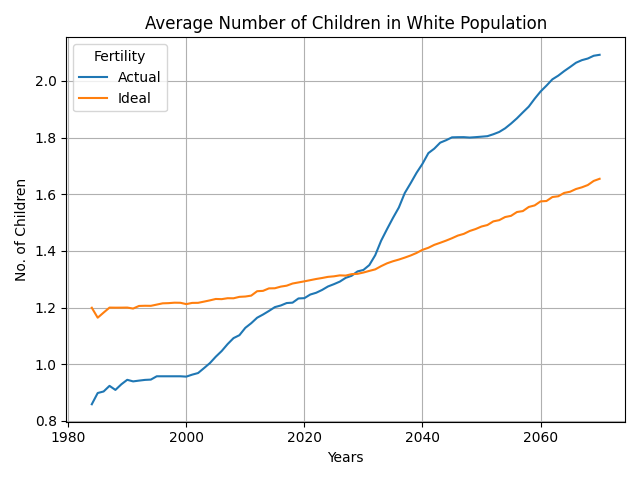 Average Number of Children in White Population
Fertility
Actual
Ideal
2.0
1.8
1.6
1.4
1.2
1.0
0.8
No. of Children
1980
2000
2020
2040
2060
Years